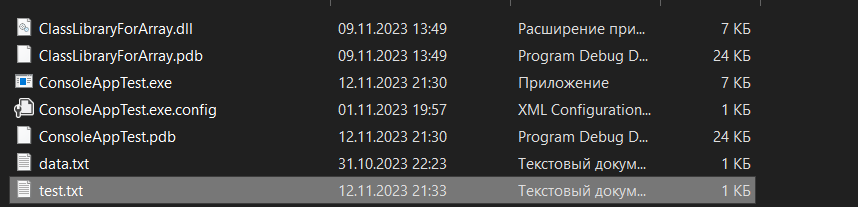 ClassLibraryForArray.dll 09.11.2023 13:49 Расширение при... 7 КБ
ClassLibraryForArray.pdb 09.11.2023 13:49 Program Debug D... 24 КБ
ConsoleAppTest.exe 12.11.2023 21:30 Приложение 7 КБ
ConsoleAppTest.exe.config 01.11.2023 19:57 XML Configuration... 1 КБ
ConsoleAppTest.pdb 12.11.2023 21:30 Program Debug D... 24 КБ
data.txt 31.10.2023 22:23 Текстовый докум... 1 КБ
test.txt 12.11.2023 21:33 Текстовый докум... 1 КБ